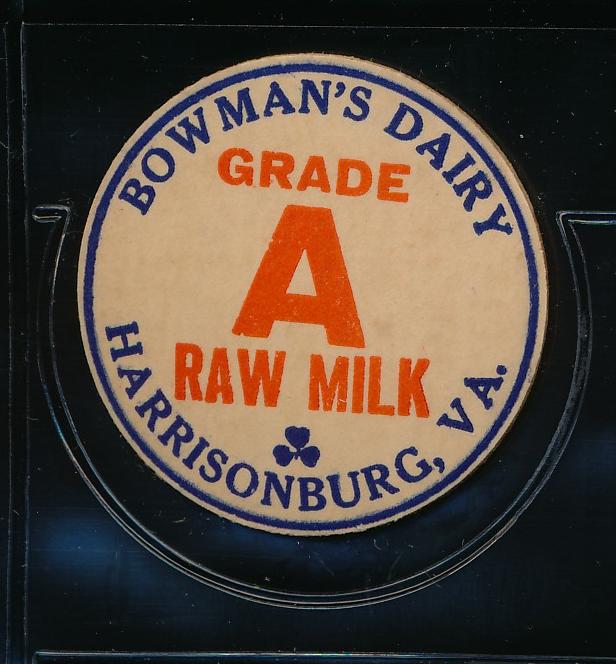 BOWMAN'S DAIRY
GRADE
A
RAW MILK
HARRISONBURG, VA.